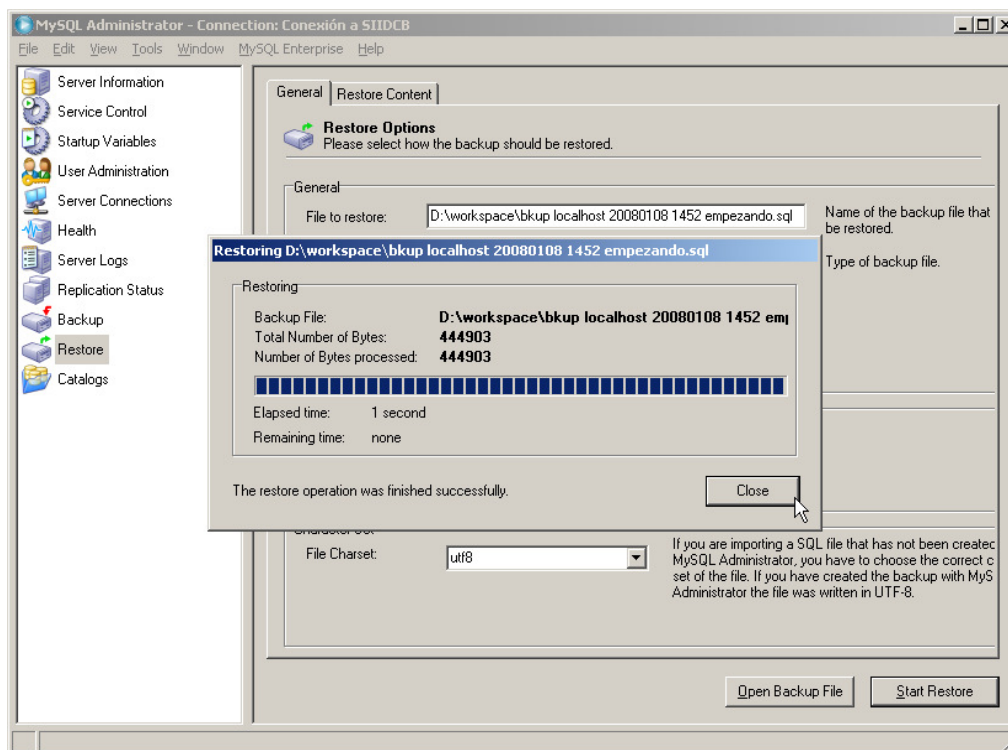 MySQL Administrator - Connection: Conexión a SIIDCB
File Edit View Tools Window MySQL Enterprise Help
Server Information
Service Control
Startup Variables
User Administration
Server Connections
Health
Server Logs
Replication Status
Backup
Restore
Catalogs
General Restore Content
Restore Options
Please select how the backup should be restored.
General
File to restore: D:\workspace\bkup localhost 20080108 1452 empezando.sql
Name of the backup file that
be restored.
Type of backup file.
Restoring D:\workspace\bkup localhost 20080108 1452 empezando.sql
Restoring
Backup File: D:\workspace\bkup localhost 20080108 1452
Total Number of Bytes: 444903
Number of Bytes processed: 444903
Elapsed time: 1 second
Remaining time: none
The restore operation was finished successfully.
Close
File Charset: utf8
If you are importing a SQL file that has not been created
MySQL Administrator, you have to choose the correct c
set of the file. If you have created the backup with MyS
Administrator the file was written in UTF-8.
Open Backup File Start Restore